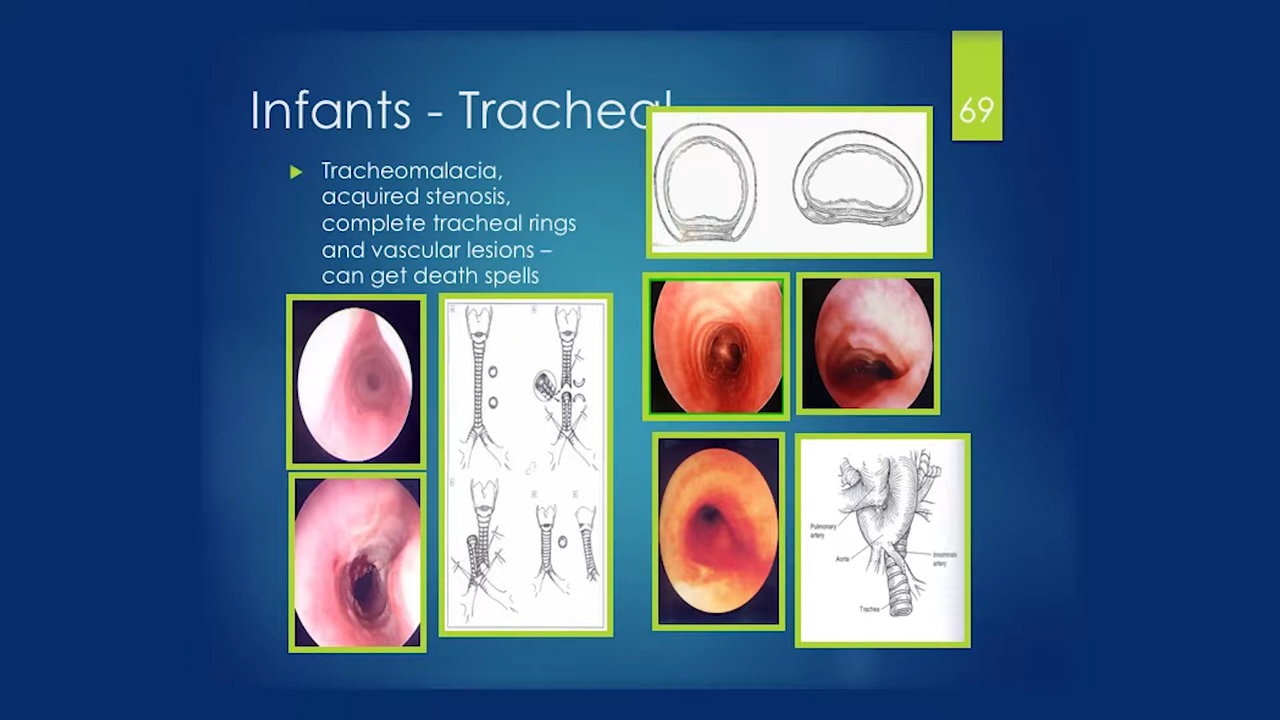 Infants - Tracheal
69
Tracheomalacia,
acquired stenosis,
complete tracheal rings
and vascular lesions –
can get death spells
Pulmonary
artery
Aorta
Innominate
artery
Trachea